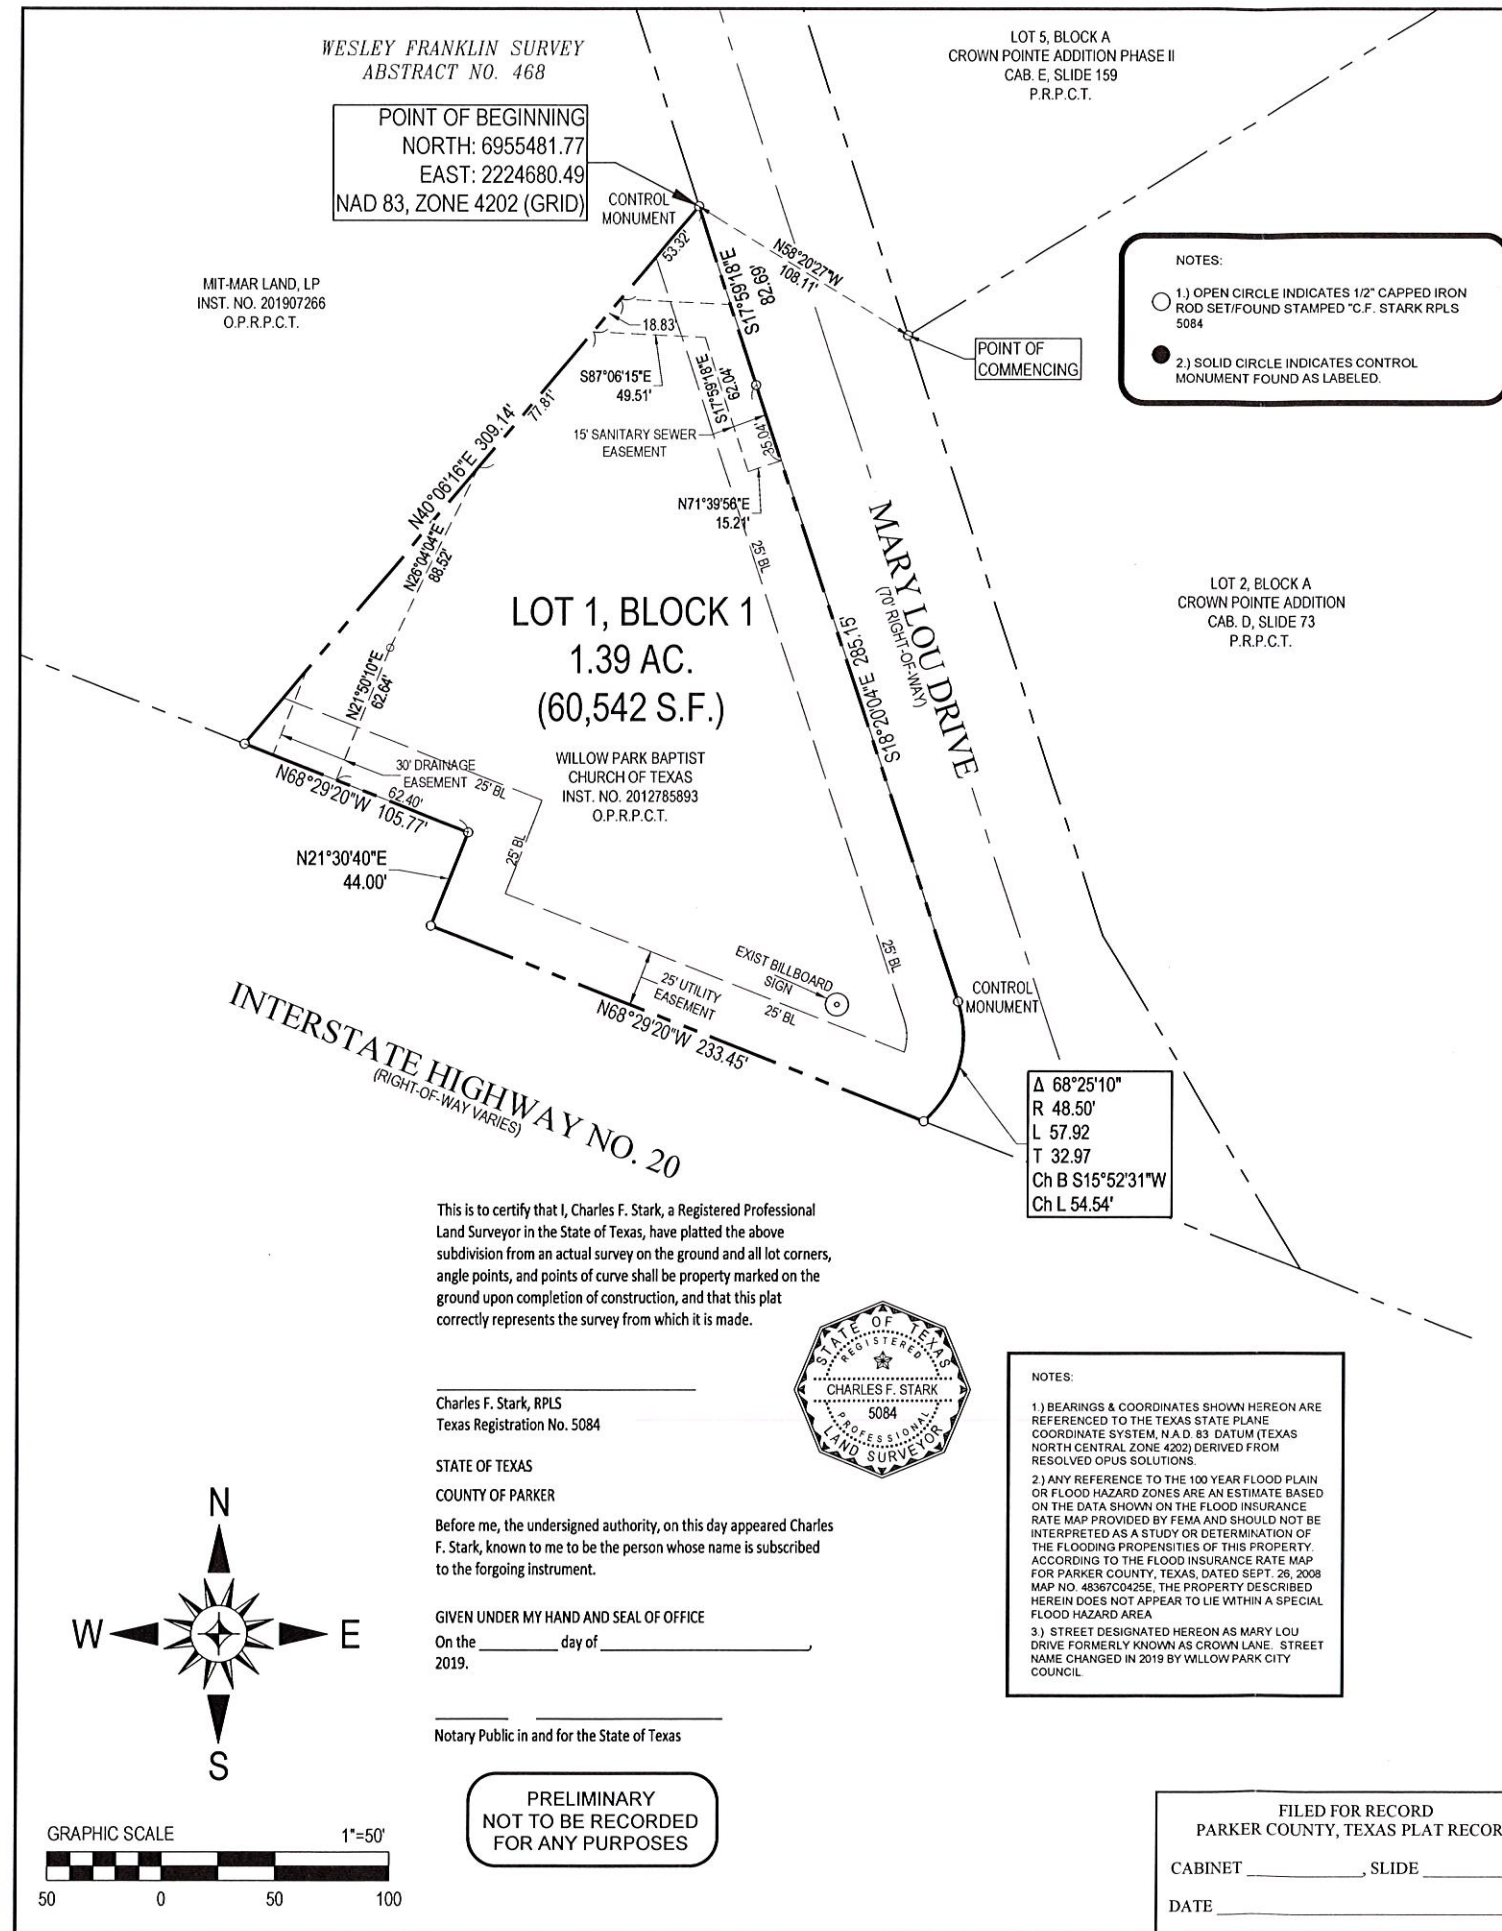 WESLEY FRANKLIN SURVEY
ABSTRACT NO. 468
LOT 5, BLOCK A
CROWN POINTE ADDITION PHASE II
CAB. E, SLIDE 159
P.R.P.C.T.
POINT OF BEGINNING
NORTH: 6955481.77
EAST: 2224680.49
NAD 83, ZONE 4202 (GRID)
CONTROL
MONUMENT
MIT-MAR LAND, LP
INST. NO. 201907266
O.P.R.P.C.T.
53.32'
S17°59'18"E
82.69'
N58°20'27"W
108.11'
NOTES:
1.) OPEN CIRCLE INDICATES 1/2" CAPPED IRON
ROD SET/FOUND STAMPED "C.F. STARK RPLS
5084
2.) SOLID CIRCLE INDICATES CONTROL
MONUMENT FOUND AS LABELED.
POINT OF
COMMENCING
18.83'
S87°06'15"E
49.51'
S17°59'18"E
62.04'
77.81'
N40°06'16"E 309.14'
15' SANITARY SEWER
EASEMENT
35.04'
N71°39'56"E
15.21'
25' BL
N26°04'04"E
88.52'
LOT 1, BLOCK 1
1.39 AC.
(60,542 S.F.)
MARY LOU DRIVE
(70' RIGHT-OF-WAY)
S18°20'04"E 285.15'
LOT 2, BLOCK A
CROWN POINTE ADDITION
CAB. D, SLIDE 73
P.R.P.C.T.
N21°50'10"E
62.64'
WILLOW PARK BAPTIST
CHURCH OF TEXAS
INST. NO. 2012785893
O.P.R.P.C.T.
30' DRAINAGE
EASEMENT
25' BL
62.40'
N68°29'20"W 105.77'
25' BL
N21°30'40"E
44.00'
EXIST BILLBOARD
SIGN
25' BL
25' UTILITY
EASEMENT
25' BL
N68°29'20"W 233.45'
CONTROL
MONUMENT
INTERSTATE HIGHWAY NO. 20
(RIGHT-OF-WAY VARIES)
Δ 68°25'10"
R 48.50'
L 57.92
T 32.97
Ch B S15°52'31"W
Ch L 54.54'
This is to certify that I, Charles F. Stark, a Registered Professional
Land Surveyor in the State of Texas, have platted the above
subdivision from an actual survey on the ground and all lot corners,
angle points, and points of curve shall be property marked on the
ground upon completion of construction, and that this plat
correctly represents the survey from which it is made.
Charles F. Stark, RPLS
Texas Registration No. 5084
STATE OF TEXAS
REGISTERED
CHARLES F. STARK
5084
PROFESSIONAL
LAND SURVEYOR
STATE OF TEXAS
COUNTY OF PARKER
Before me, the undersigned authority, on this day appeared Charles
F. Stark, known to me to be the person whose name is subscribed
to the forgoing instrument.
GIVEN UNDER MY HAND AND SEAL OF OFFICE
On the __________ day of ___________________________,
2019.
Notary Public in and for the State of Texas
NOTES:
1.) BEARINGS & COORDINATES SHOWN HEREON ARE
REFERENCED TO THE TEXAS STATE PLANE
COORDINATE SYSTEM, N.A.D. 83 DATUM (TEXAS
NORTH CENTRAL ZONE 4202) DERIVED FROM
RESOLVED OPUS SOLUTIONS.
2.) ANY REFERENCE TO THE 100 YEAR FLOOD PLAIN
OR FLOOD HAZARD ZONES ARE AN ESTIMATE BASED
ON THE DATA SHOWN ON THE FLOOD INSURANCE
RATE MAP PROVIDED BY FEMA AND SHOULD NOT BE
INTERPRETED AS A STUDY OR DETERMINATION OF
THE FLOODING PROPENSITIES OF THIS PROPERTY.
ACCORDING TO THE FLOOD INSURANCE RATE MAP
FOR PARKER COUNTY, TEXAS, DATED SEPT. 26, 2008
MAP NO. 48367C0425E, THE PROPERTY DESCRIBED
HEREIN DOES NOT APPEAR TO LIE WITHIN A SPECIAL
FLOOD HAZARD AREA
3.) STREET DESIGNATED HEREON AS MARY LOU
DRIVE FORMERLY KNOWN AS CROWN LANE. STREET
NAME CHANGED IN 2019 BY WILLOW PARK CITY
COUNCIL.
N
W E
S
PRELIMINARY
NOT TO BE RECORDED
FOR ANY PURPOSES
GRAPHIC SCALE 1"=50'
50 0 50 100
FILED FOR RECORD
PARKER COUNTY, TEXAS PLAT RECOR
CABINET ______________, SLIDE
DATE